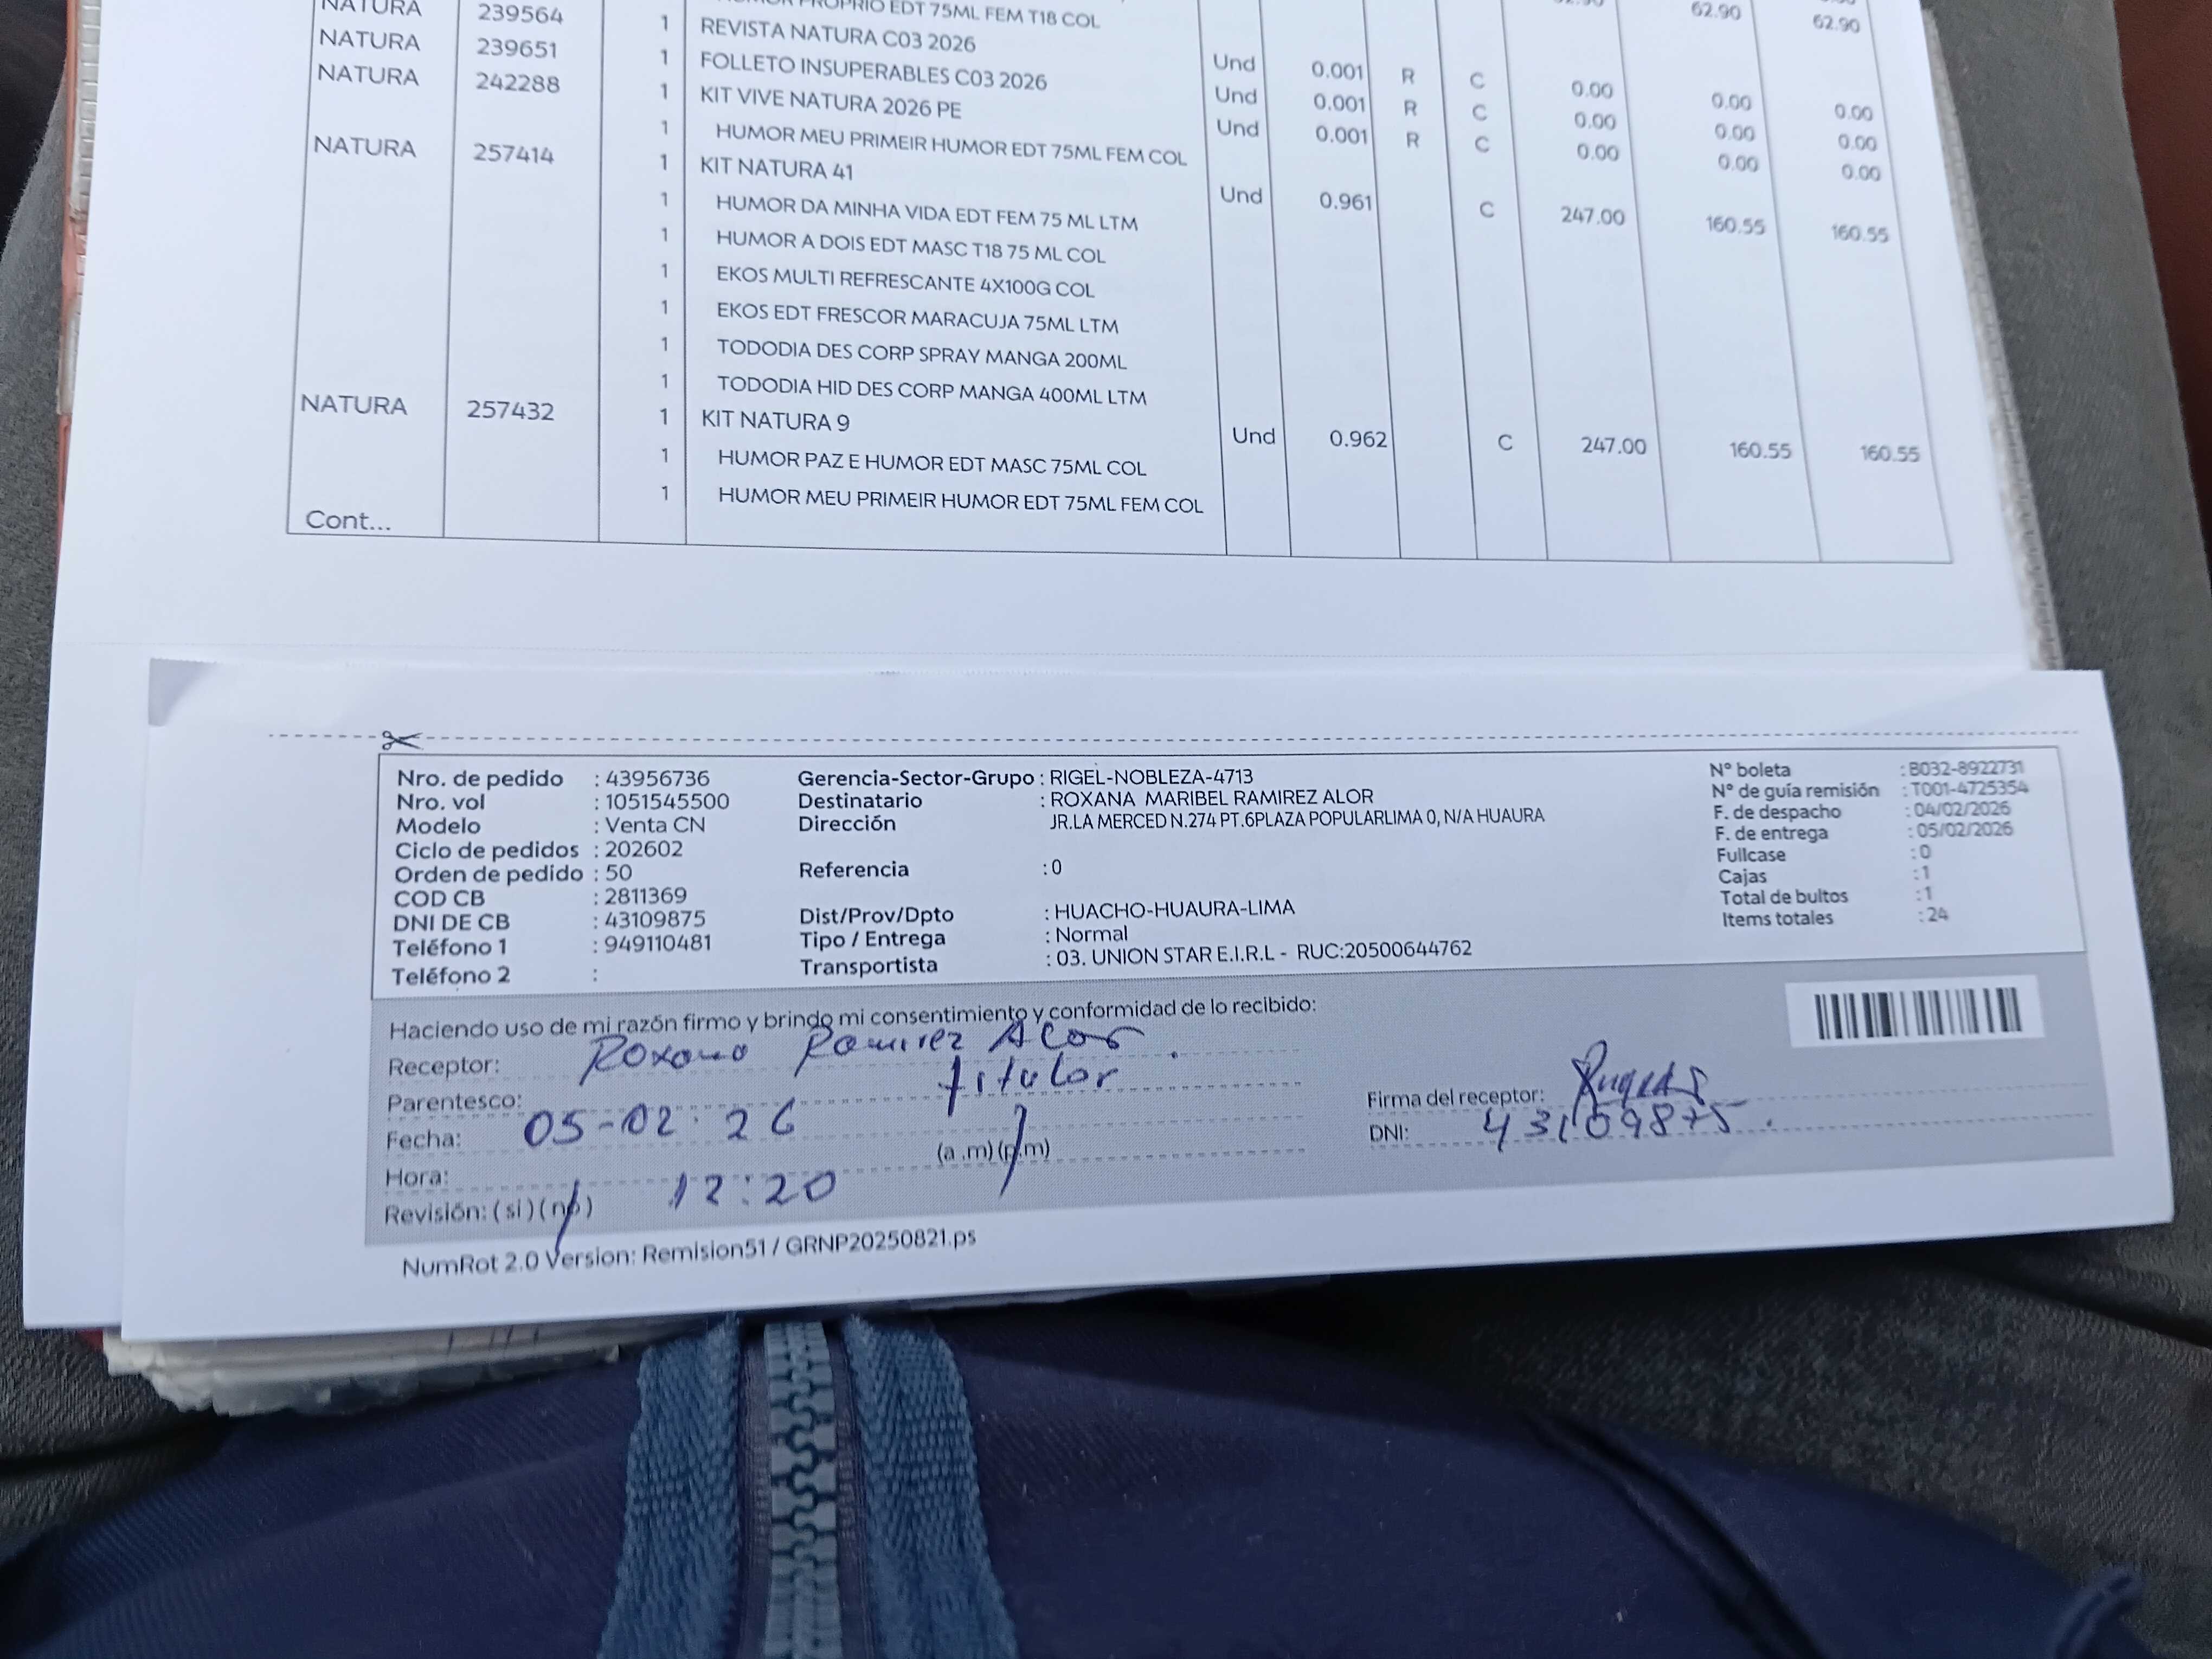 NATURA 239564 1 PROPRIO EDT 75ML FEM T18 COL 62.90 62.90
NATURA 239651 1 REVISTA NATURA C03 2026 Und 0.001 R C 0.00 0.00 0.00
NATURA 242288 1 FOLLETO INSUPERABLES C03 2026 Und 0.001 R C 0.00 0.00 0.00
1 KIT VIVE NATURA 2026 PE Und 0.001 R C 0.00 0.00 0.00
1 HUMOR MEU PRIMEIR HUMOR EDT 75ML FEM COL
NATURA 257414 1 KIT NATURA 41 Und 0.961 C 247.00 160.55 160.55
1 HUMOR DA MINHA VIDA EDT FEM 75 ML LTM
1 HUMOR A DOIS EDT MASC T18 75 ML COL
1 EKOS MULTI REFRESCANTE 4X100G COL
1 EKOS EDT FRESCOR MARACUJA 75ML LTM
1 TODODIA DES CORP SPRAY MANGA 200ML
1 TODODIA HID DES CORP MANGA 400ML LTM
NATURA 257432 1 KIT NATURA 9 Und 0.962 C 247.00 160.55 160.55
1 HUMOR PAZ E HUMOR EDT MASC 75ML COL
1 HUMOR MEU PRIMEIR HUMOR EDT 75ML FEM COL
Cont...
Nro. de pedido : 43956736 Gerencia-Sector-Grupo : RIGEL-NOBLEZA-4713 N° boleta : B032-8922731
Nro. vol : 1051545500 Destinatario : ROXANA MARIBEL RAMIREZ ALOR N° de guía remisión : T001-4725354
Modelo : Venta CN Dirección JR.LA MERCED N.274 PT.6PLAZA POPULARLIMA 0, N/A HUAURA F. de despacho : 04/02/2026
Ciclo de pedidos : 202602 F. de entrega : 05/02/2026
Orden de pedido : 50 Referencia : 0 Fullcase : 0
COD CB : 2811369 Cajas : 1
DNI DE CB : 43109875 Dist/Prov/Dpto : HUACHO-HUAURA-LIMA Total de bultos : 1
Teléfono 1 : 949110481 Tipo / Entrega : Normal Items totales : 24
Teléfono 2 : Transportista : 03. UNION STAR E.I.R.L - RUC:20500644762
Haciendo uso de mi razón firmo y brindo mi consentimiento y conformidad de lo recibido:
Receptor: Roxana Ramirez Alor
Parentesco: titular
Firma del receptor:
Fecha: 05-02-26
DNI: 43109875
Hora: 12:20 (a .m) (p.m)
Revisión: ( si ) ( no )
NumRot 2.0 Version: Remision51 / GRNP20250821.ps